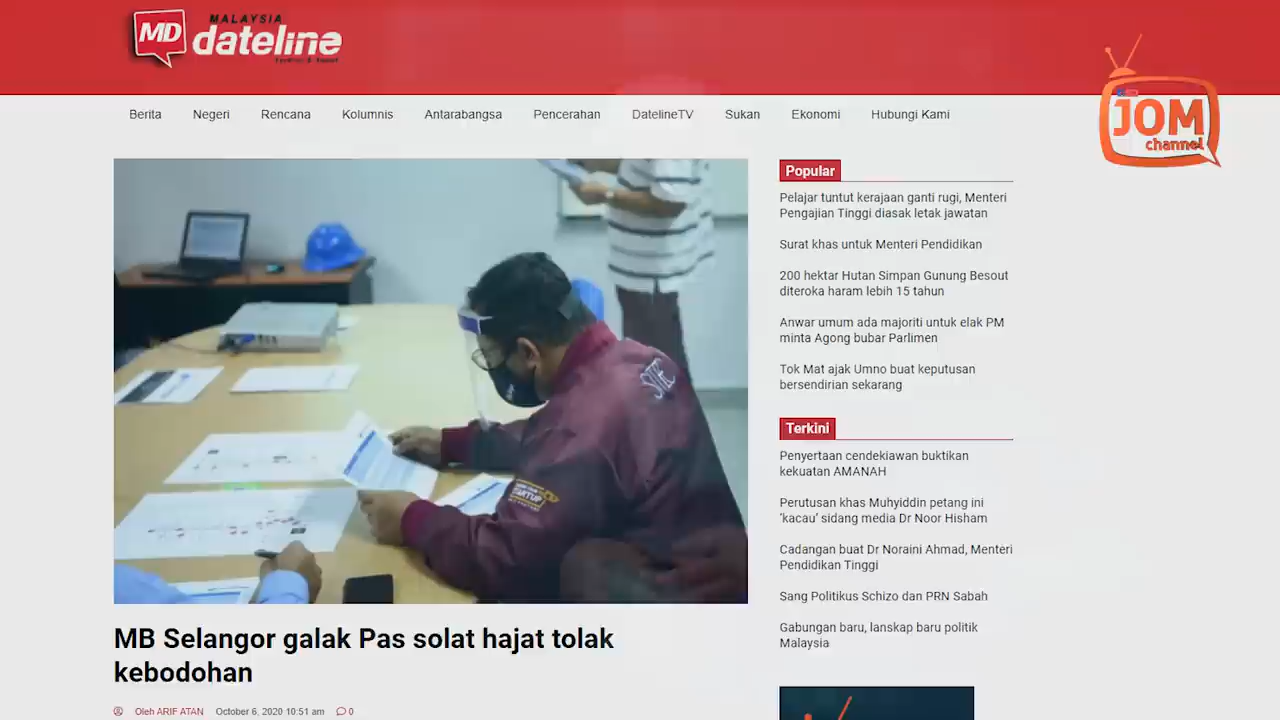 MD
MALAYSIA
dateline
JOM
channel
Berita Negeri Rencana Kolumnis Antarabangsa Pencerahan DatelineTV Sukan Ekonomi Hubungi Kami
MB Selangor galak Pas solat hajat tolak
kebodohan
Oleh ARIF ATAN October 6, 2020 10:51 am 0
Popular
Pelajar tuntut kerajaan ganti rugi, Menteri
Pengajian Tinggi diasak letak jawatan
Surat khas untuk Menteri Pendidikan
200 hektar Hutan Simpan Gunung Besout
diteroka haram lebih 15 tahun
Anwar umum ada majoriti untuk elak PM
minta Agong bubar Parlimen
Tok Mat ajak Umno buat keputusan
bersendirian sekarang
Terkini
Penyertaan cendekiawan buktikan
kekuatan AMANAH
Perutusan khas Muhyiddin petang ini
‘kacau’ sidang media Dr Noor Hisham
Cadangan buat Dr Noraini Ahmad, Menteri
Pendidikan Tinggi
Sang Politikus Schizo dan PRN Sabah
Gabungan baru, lanskap baru politik
Malaysia